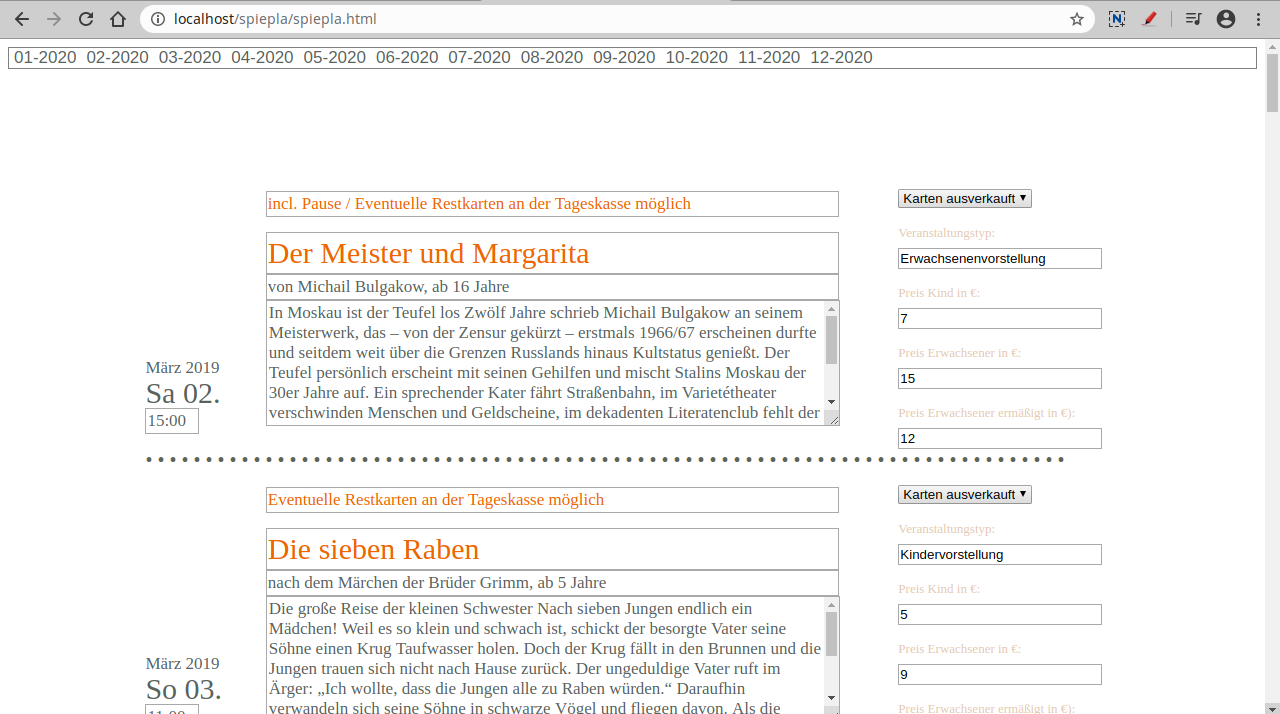 localhost/spiepla/spiepla.html
01-2020 02-2020 03-2020 04-2020 05-2020 06-2020 07-2020 08-2020 09-2020 10-2020 11-2020 12-2020
incl. Pause / Eventuelle Restkarten an der Tageskasse möglich
Karten ausverkauft
Der Meister und Margarita
von Michail Bulgakow, ab 16 Jahre
In Moskau ist der Teufel los Zwölf Jahre schrieb Michail Bulgakow an seinem
Meisterwerk, das – von der Zensur gekürzt – erstmals 1966/67 erscheinen durfte
und seitdem weit über die Grenzen Russlands hinaus Kultstatus genießt. Der
Teufel persönlich erscheint mit seinen Gehilfen und mischt Stalins Moskau der
30er Jahre auf. Ein sprechender Kater fährt Straßenbahn, im Varietétheater
verschwinden Menschen und Geldscheine, im dekadenten Literatenclub fehlt der
März 2019
Sa 02.
15:00
Veranstaltungstyp:
Erwachsenenvorstellung
Preis Kind in €:
7
Preis Erwachsener in €:
15
Preis Erwachsener ermäßigt in €):
12
Eventuelle Restkarten an der Tageskasse möglich
Karten ausverkauft
Die sieben Raben
nach dem Märchen der Brüder Grimm, ab 5 Jahre
Die große Reise der kleinen Schwester Nach sieben Jungen endlich ein
Mädchen! Weil es so klein und schwach ist, schickt der besorgte Vater seine
Söhne einen Krug Taufwasser holen. Doch der Krug fällt in den Brunnen und die
Jungen trauen sich nicht nach Hause zurück. Der ungeduldige Vater ruft im
Ärger: „Ich wollte, dass die Jungen alle zu Raben würden.“ Daraufhin
verwandeln sich seine Söhne in schwarze Vögel und fliegen davon. Als die
März 2019
So 03.
11:00
Veranstaltungstyp:
Kindervorstellung
Preis Kind in €:
5
Preis Erwachsener in €:
9
Preis Erwachsener ermäßigt in €):